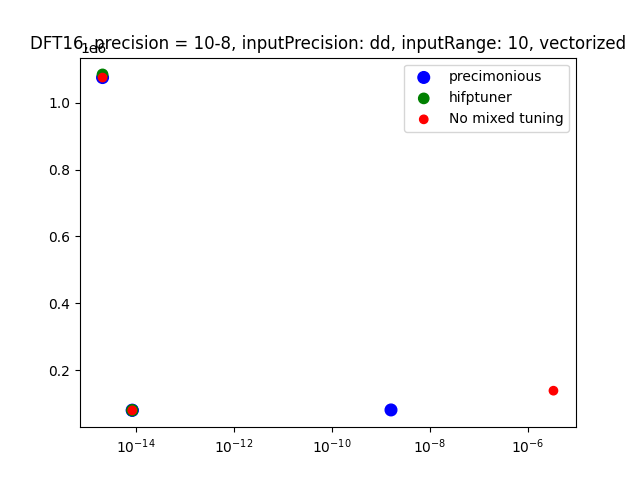 DFT16, precision = 10-8, inputPrecision: dd, inputRange: 10, vectorized
1e6
precimonious
hifptuner
No mixed tuning
1.0
0.8
0.6
0.4
0.2
10⁻¹⁴ 10⁻¹² 10⁻¹⁰ 10⁻⁸ 10⁻⁶